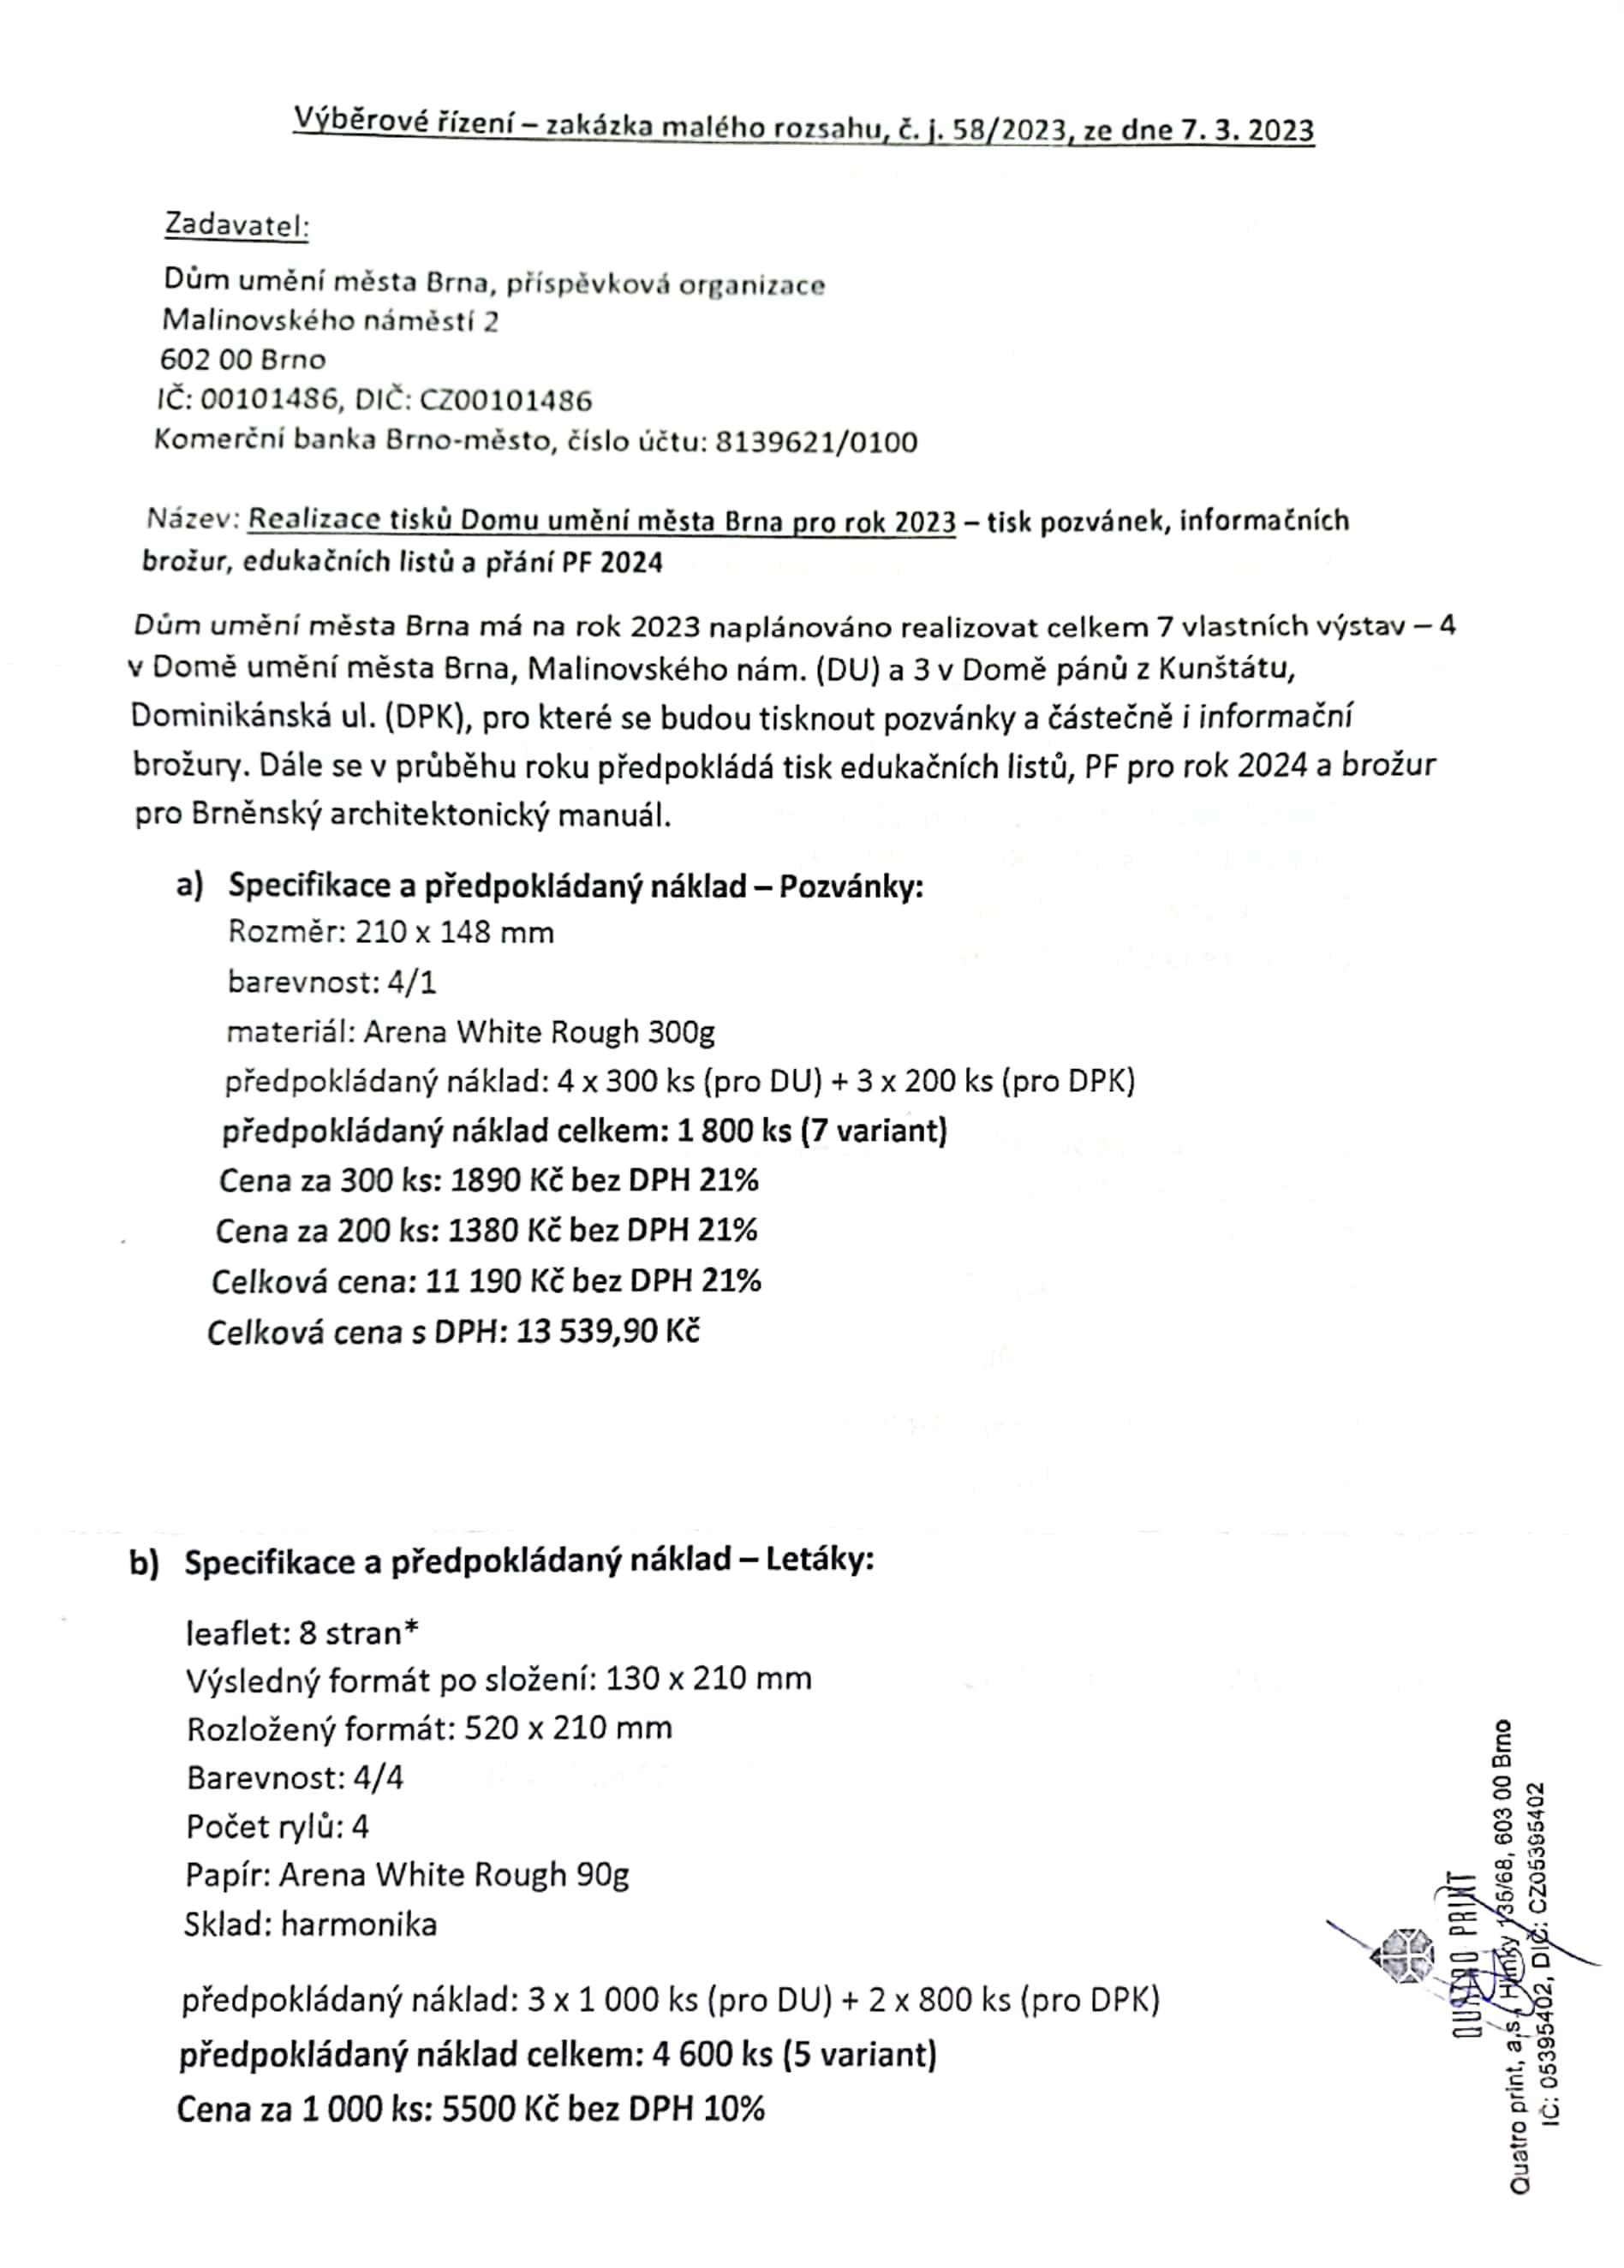 Výběrové řízení – zakázka malého rozsahu, č. j. 58/2023, ze dne 7. 3. 2023
Zadavatel:
Dům umění města Brna, příspěvková organizace
Malinovského náměstí 2
602 00 Brno
IČ: 00101486, DIČ: CZ00101486
Komerční banka Brno-město, číslo účtu: 8139621/0100
Název: Realizace tisků Domu umění města Brna pro rok 2023 – tisk pozvánek, informačních
brožur, edukačních listů a přání PF 2024
Dům umění města Brna má na rok 2023 naplánováno realizovat celkem 7 vlastních výstav – 4
v Domě umění města Brna, Malinovského nám. (DU) a 3 v Domě pánů z Kunštátu,
Dominikánská ul. (DPK), pro které se budou tisknout pozvánky a částečně i informační
brožury. Dále se v průběhu roku předpokládá tisk edukačních listů, PF pro rok 2024 a brožur
pro Brněnský architektonický manuál.
a) Specifikace a předpokládaný náklad – Pozvánky:
Rozměr: 210 x 148 mm
barevnost: 4/1
materiál: Arena White Rough 300g
předpokládaný náklad: 4 x 300 ks (pro DU) + 3 x 200 ks (pro DPK)
předpokládaný náklad celkem: 1 800 ks (7 variant)
Cena za 300 ks: 1890 Kč bez DPH 21%
Cena za 200 ks: 1380 Kč bez DPH 21%
Celková cena: 11 190 Kč bez DPH 21%
Celková cena s DPH: 13 539,90 Kč
b) Specifikace a předpokládaný náklad – Letáky:
leaflet: 8 stran*
Výsledný formát po složení: 130 x 210 mm
Rozložený formát: 520 x 210 mm
Barevnost: 4/4
Počet rylů: 4
Papír: Arena White Rough 90g
Sklad: harmonika
předpokládaný náklad: 3 x 1 000 ks (pro DU) + 2 x 800 ks (pro DPK)
předpokládaný náklad celkem: 4 600 ks (5 variant)
Cena za 1 000 ks: 5500 Kč bez DPH 10%
QUATRO PRINT
Quatro print, a.s., Hlinky 135/68, 603 00 Brno
IČ: 05395402, DIČ: CZ05395402